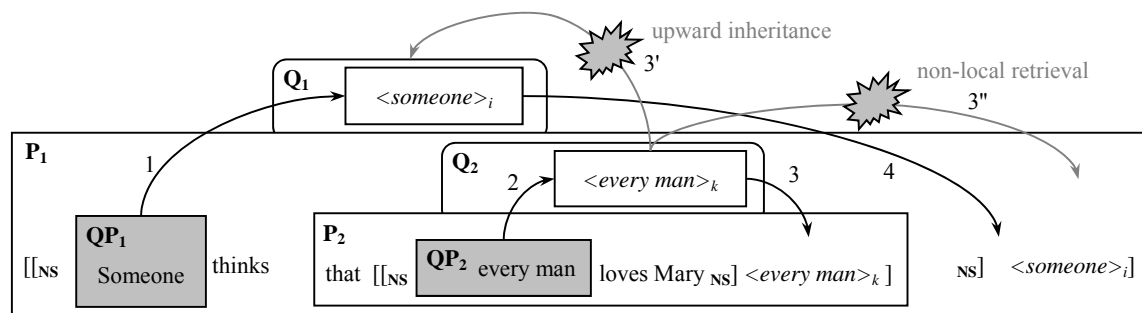 upward inheritance
3'
non-local retrieval
3"
Q1
<someone>i
P1
1
Q2
2
<every man>k
3
4
QP1
P2
QP2
[[NS Someone thinks that [[NS every man loves Mary NS] <every man>k ] NS] <someone>i]